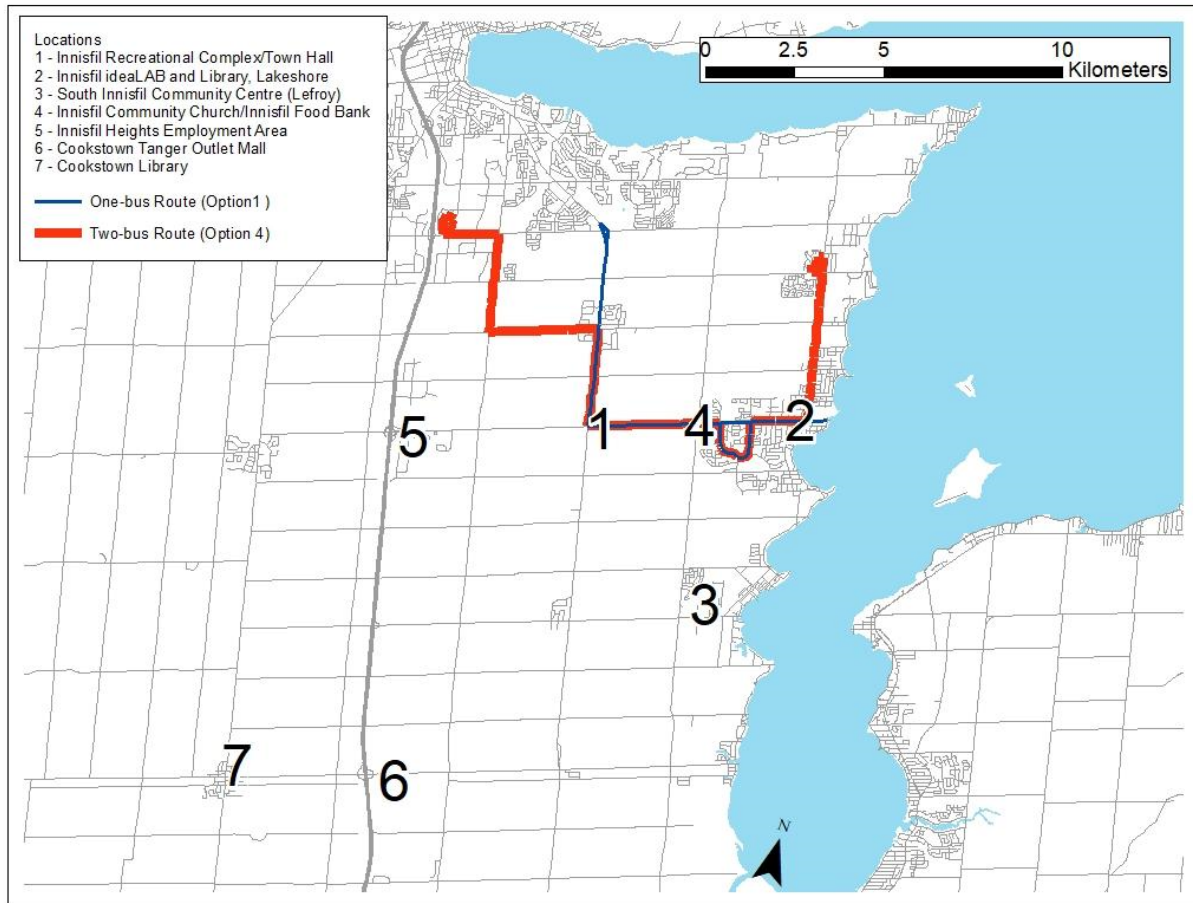 Locations
1 - Innisfil Recreational Complex/Town Hall
2 - Innisfil ideaLAB and Library, Lakeshore
3 - South Innisfil Community Centre (Lefroy)
4 - Innisfil Community Church/Innisfil Food Bank
5 - Innisfil Heights Employment Area
6 - Cookstown Tanger Outlet Mall
7 - Cookstown Library
One-bus Route (Option1 )
Two-bus Route (Option 4)
0 2.5 5 10
Kilometers
5
1
4
2
3
7
6
N